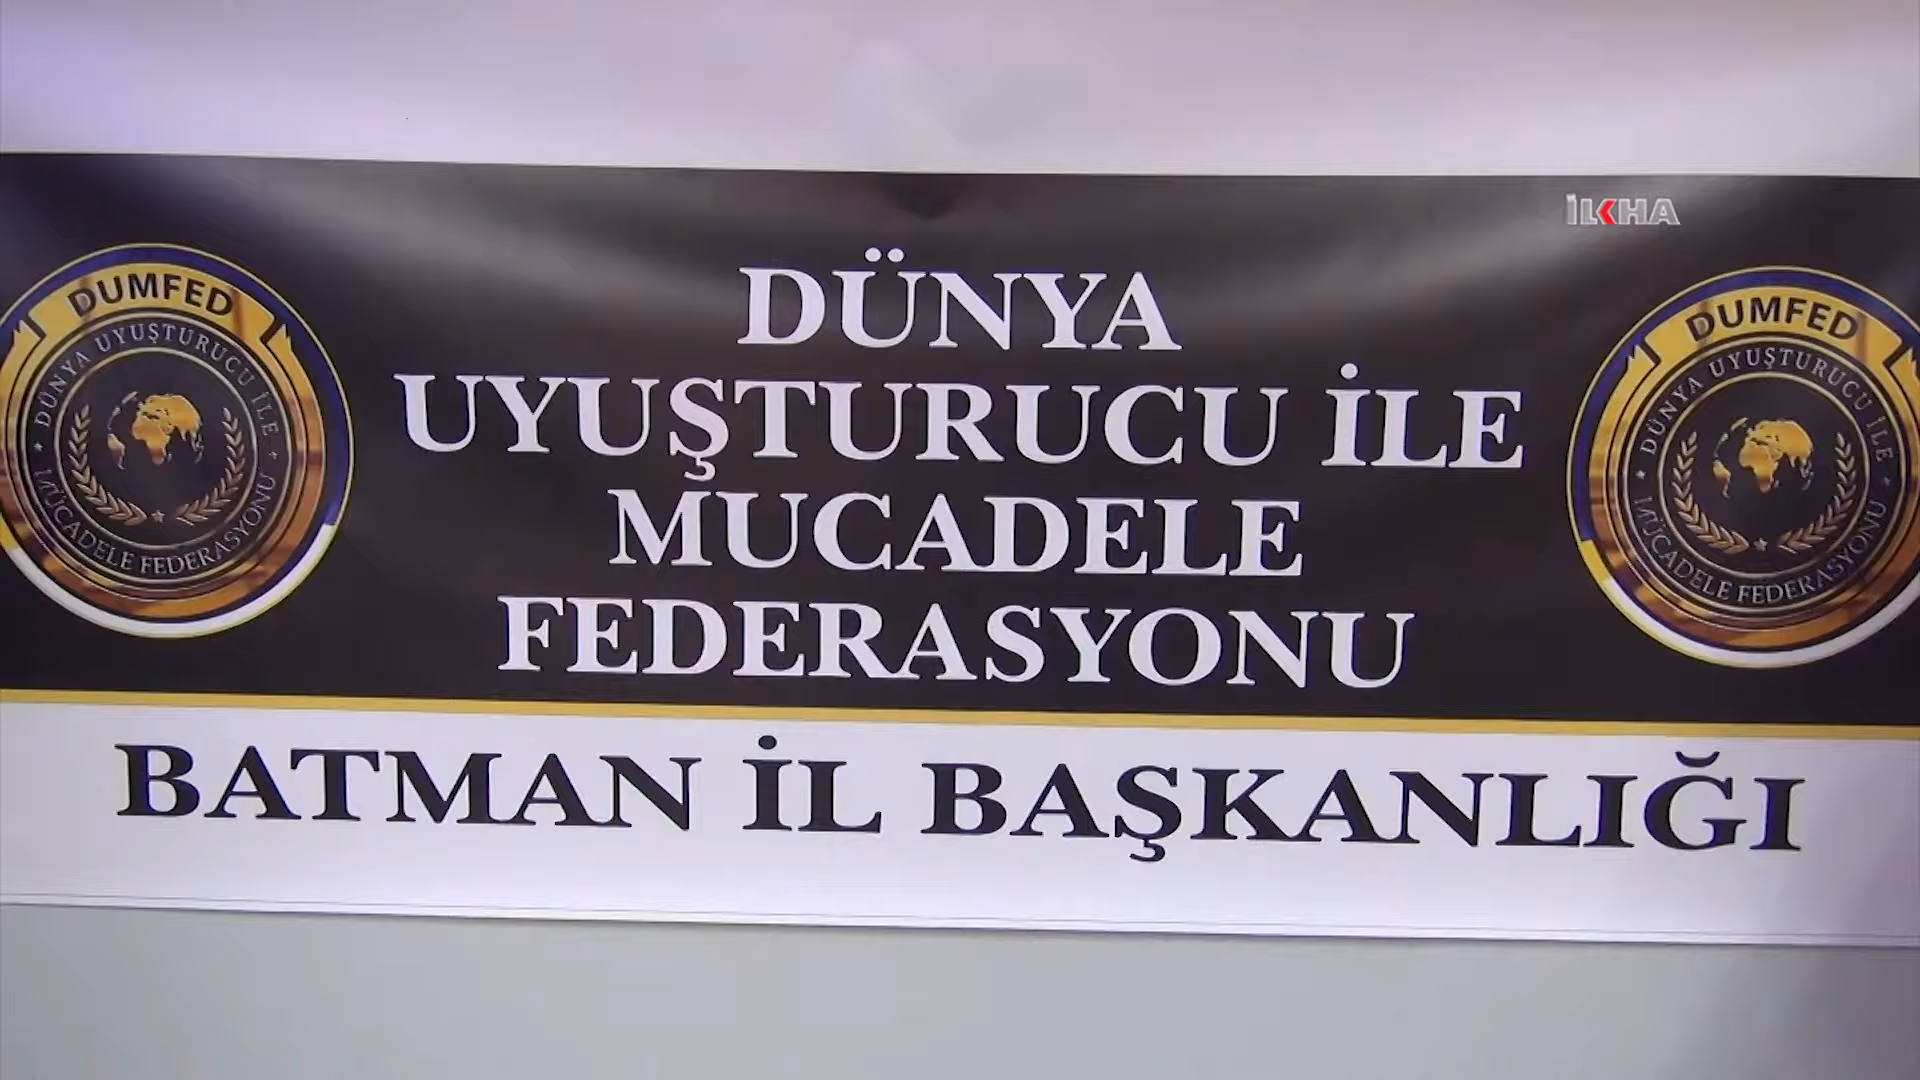 İLKHA
DUMFED
DÜNYA UYUŞTURUCU İLE
MÜCADELE FEDERASYONU
DÜNYA
UYUŞTURUCU İLE
MUCADELE
FEDERASYONU
DUMFED
DÜNYA UYUŞTURUCU İLE
MÜCADELE FEDERASYONU
BATMAN İL BAŞKANLIĞI